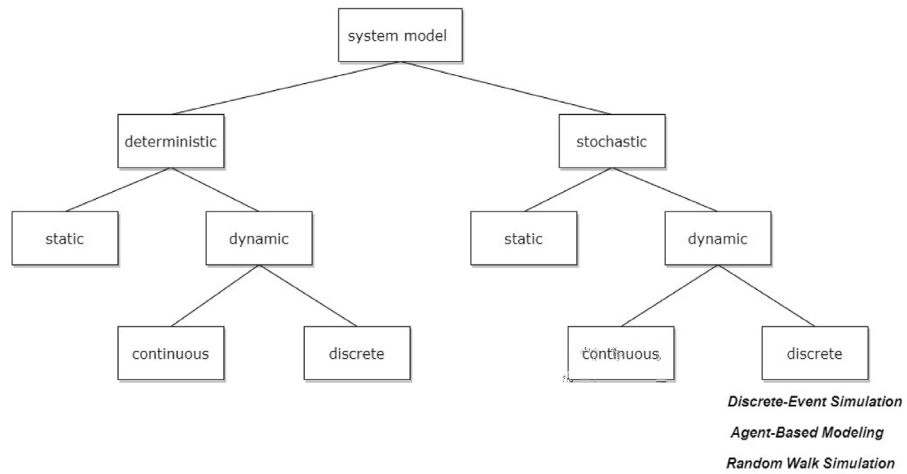 system model
deterministic
stochastic
static
dynamic
static
dynamic
continuous
discrete
continuous
discrete
Discrete-Event Simulation
Agent-Based Modeling
Random Walk Simulation